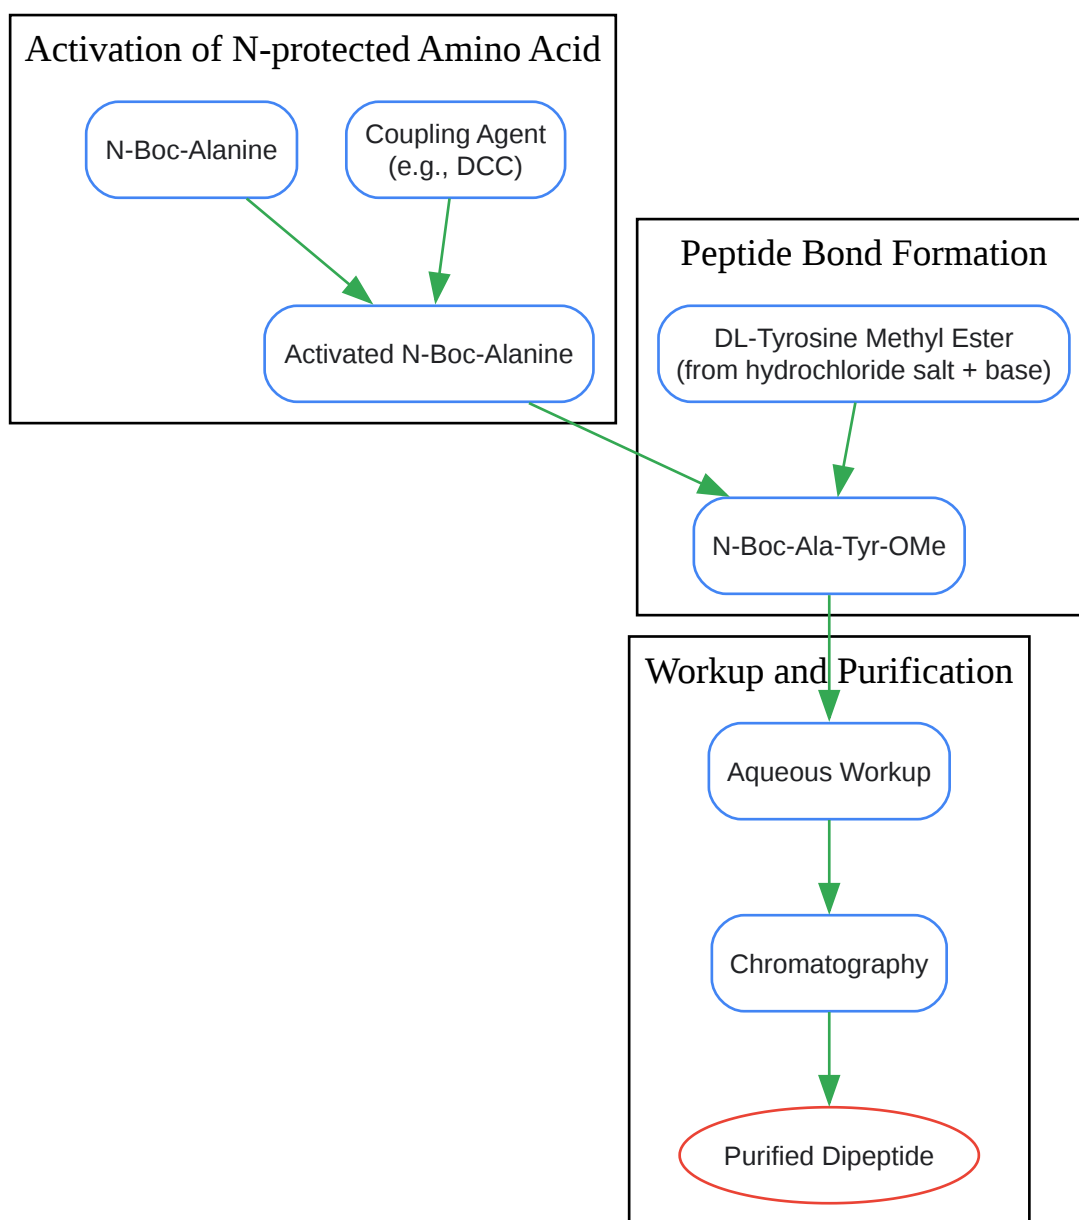 Activation of N-protected Amino Acid
N-Boc-Alanine
Coupling Agent
(e.g., DCC)
Activated N-Boc-Alanine
Peptide Bond Formation
DL-Tyrosine Methyl Ester
(from hydrochloride salt + base)
N-Boc-Ala-Tyr-OMe
Workup and Purification
Aqueous Workup
Chromatography
Purified Dipeptide